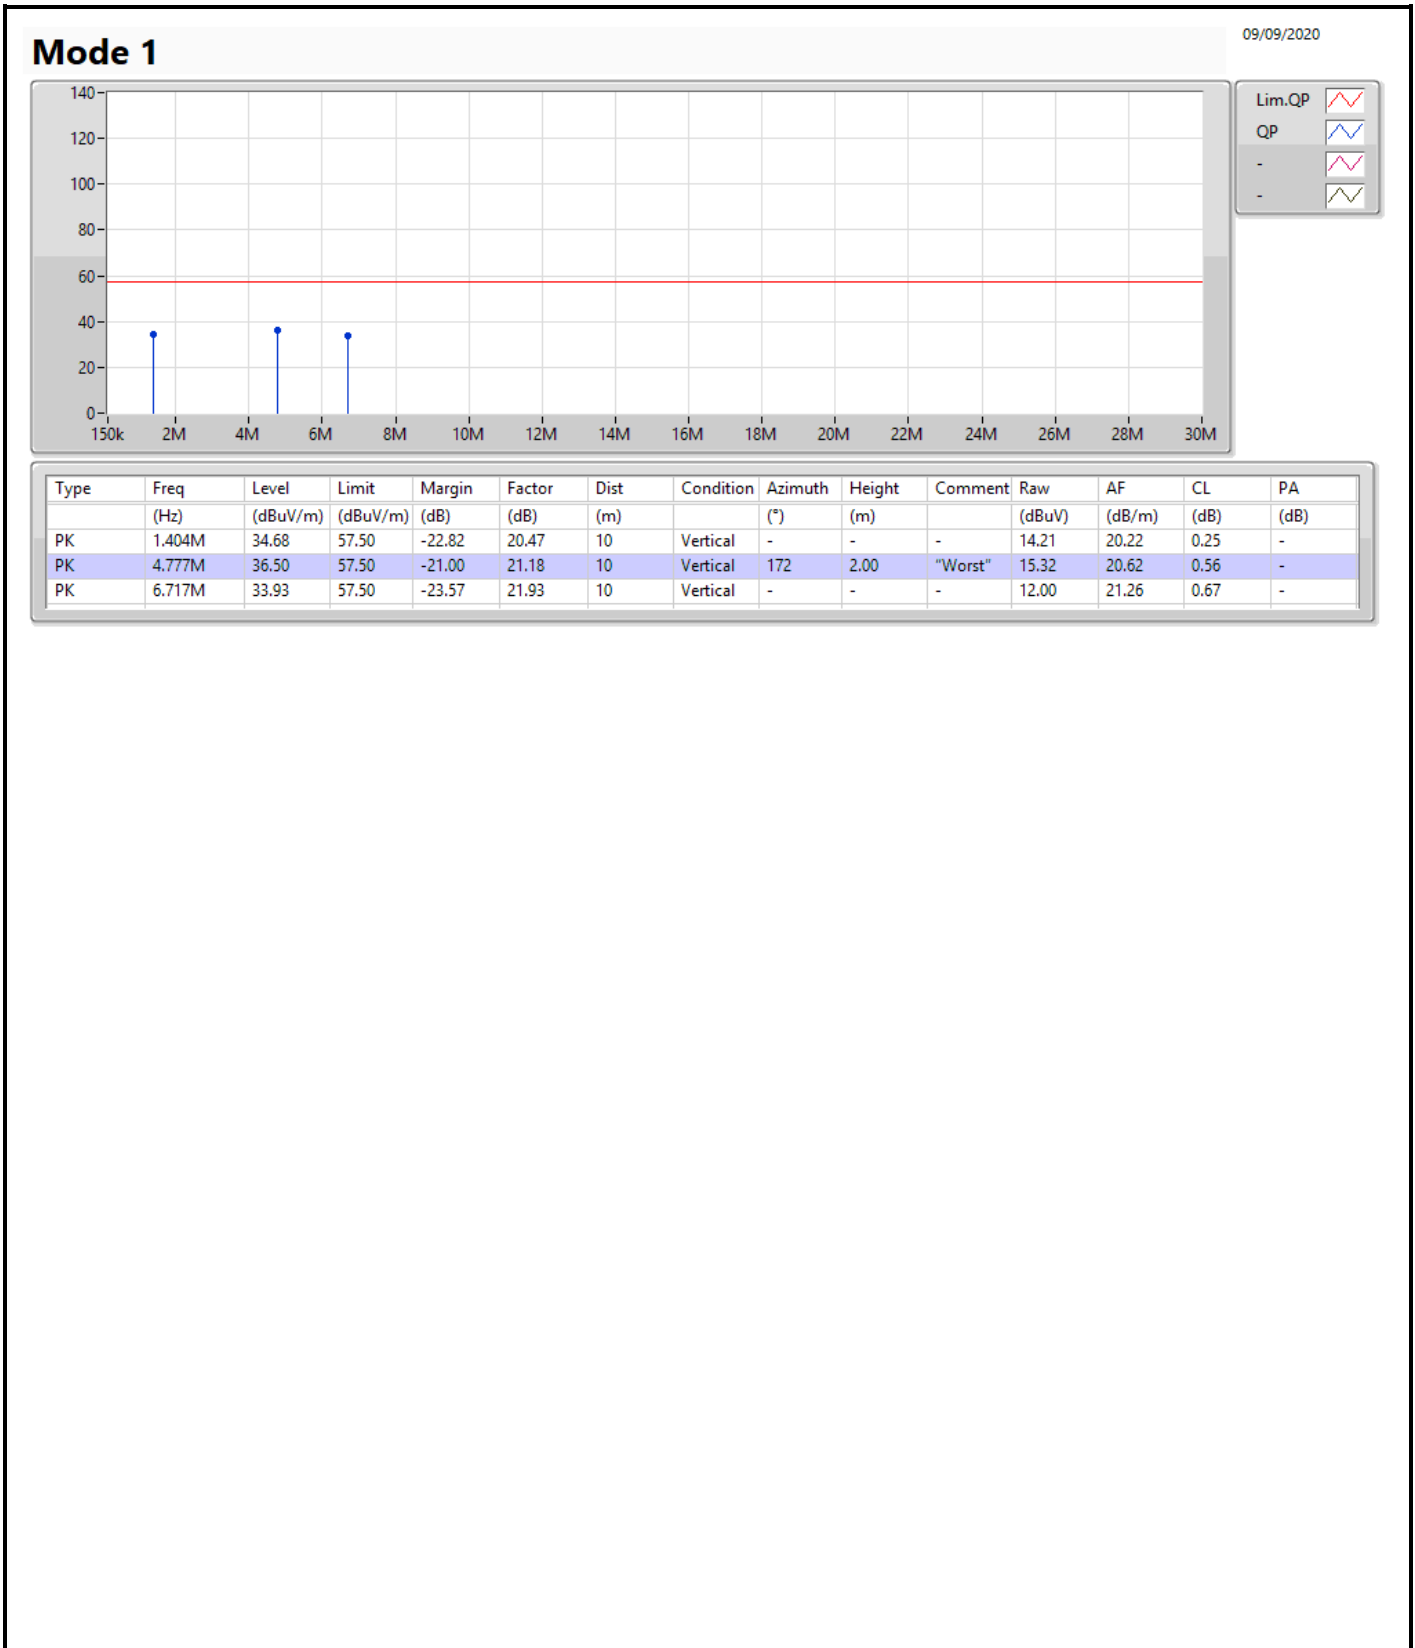 09/09/2020
Mode 1
140
120
100
80
60
40
20
0
150k 2M 4M 6M 8M 10M 12M 14M 16M 18M 20M 22M 24M 26M 28M 30M
Lim.QP
QP
-
-
Type Freq Level Limit Margin Factor Dist Condition Azimuth Height Comment Raw AF CL PA
(Hz) (dBuV/m) (dBuV/m) (dB) (dB) (m) (°) (m) (dBuV) (dB/m) (dB) (dB)
PK 1.404M 34.68 57.50 -22.82 20.47 10 Vertical - - - 14.21 20.22 0.25 -
PK 4.777M 36.50 57.50 -21.00 21.18 10 Vertical 172 2.00 "Worst" 15.32 20.62 0.56 -
PK 6.717M 33.93 57.50 -23.57 21.93 10 Vertical - - - 12.00 21.26 0.67 -